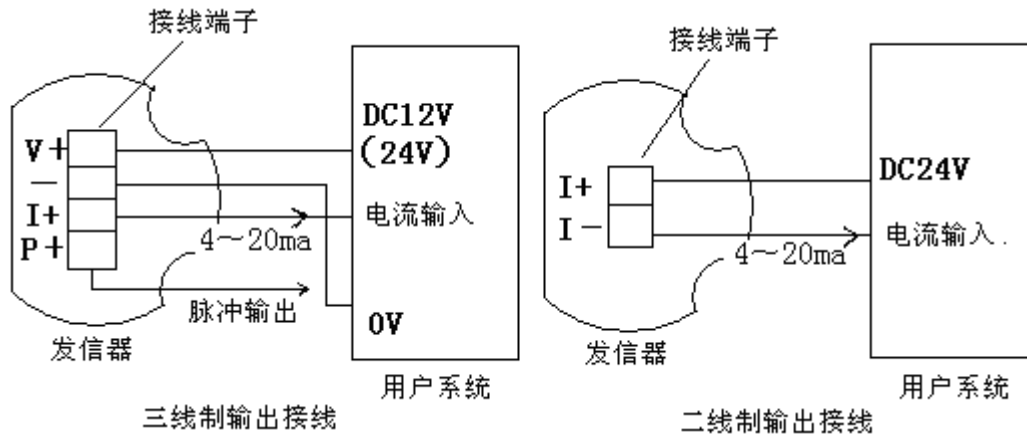 接线端子
V+
—
I+
P+
DC12V
(24V)
电流输入
4～20ma
脉冲输出
0V
发信器
用户系统
三线制输出接线
接线端子
I+
I-
DC24V
电流输入.
4～20ma
发信器
用户系统
二线制输出接线